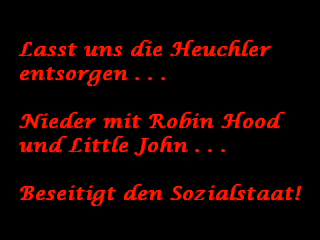 Lasst uns die Heuchler
entsorgen . . .
Nieder mit Robin Hood
und Little John . . .
Beseitigt den Sozialstaat!